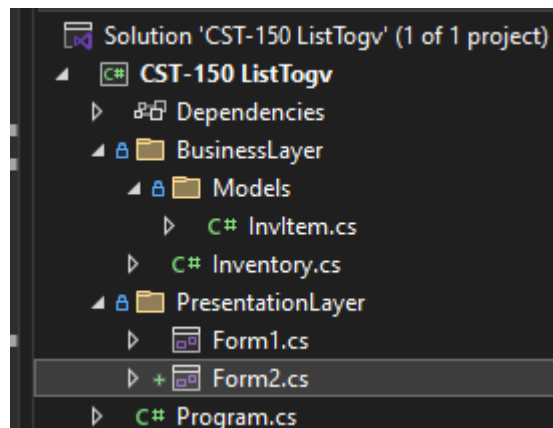 Solution 'CST-150 ListTogv' (1 of 1 project)
C# CST-150 ListTogv
Dependencies
BusinessLayer
Models
C# InvItem.cs
C# Inventory.cs
PresentationLayer
Form1.cs
+ Form2.cs
C# Program.cs